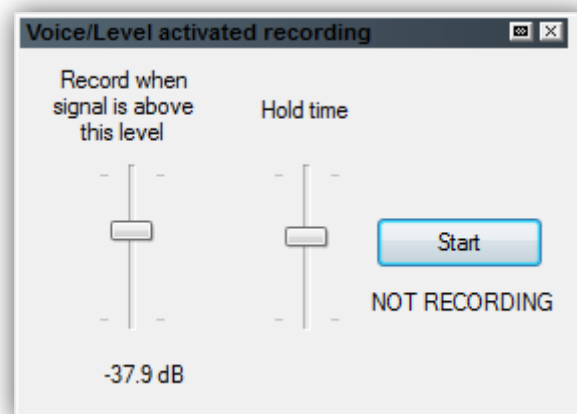 Voice/Level activated recording
Record when
signal is above
this level
Hold time
Start
NOT RECORDING
-37.9 dB